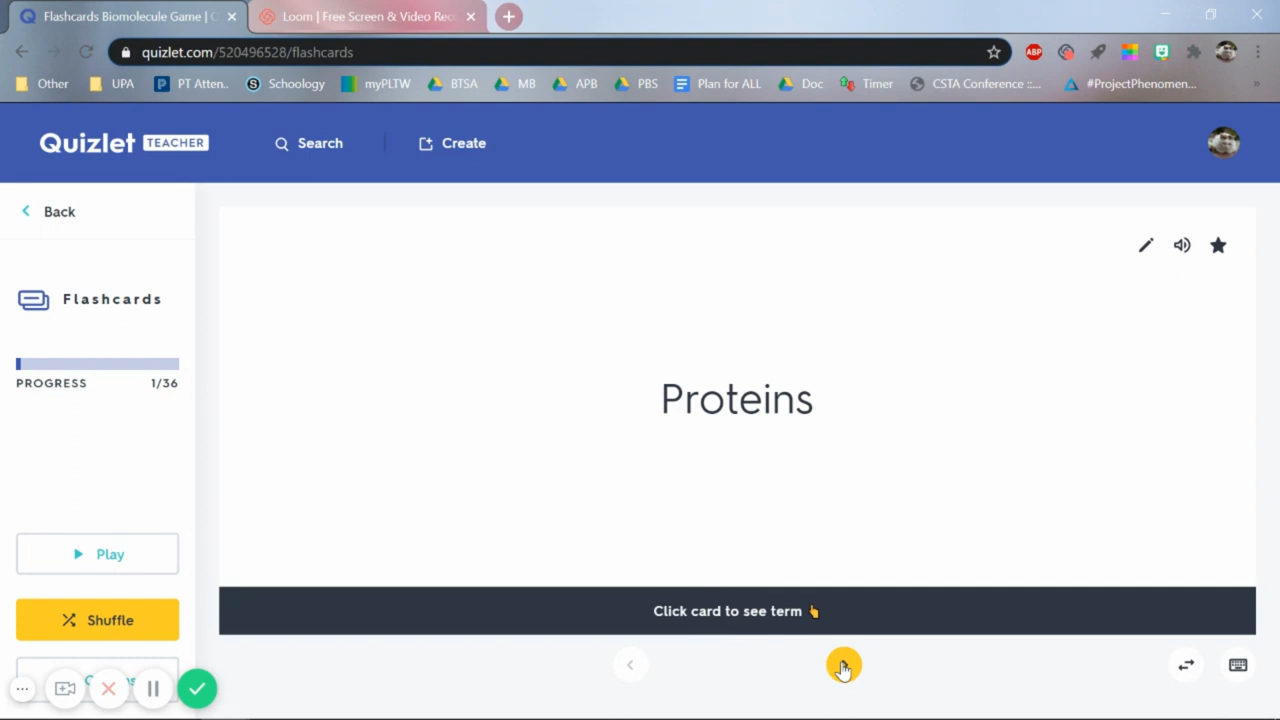 Flashcards Biomolecule Game |
Loom | Free Screen & Video Rec
quizlet.com/520496528/flashcards
ABP
Other
UPA
PT Atten..
Schoology
myPLTW
BTSA
MB
APB
PBS
Plan for ALL
Doc
Timer
CSTA Conference ::...
#ProjectPhenomen...
Quizlet TEACHER
Search
Create
Back
Flashcards
PROGRESS 1/36
Proteins
Play
Click card to see term
Shuffle